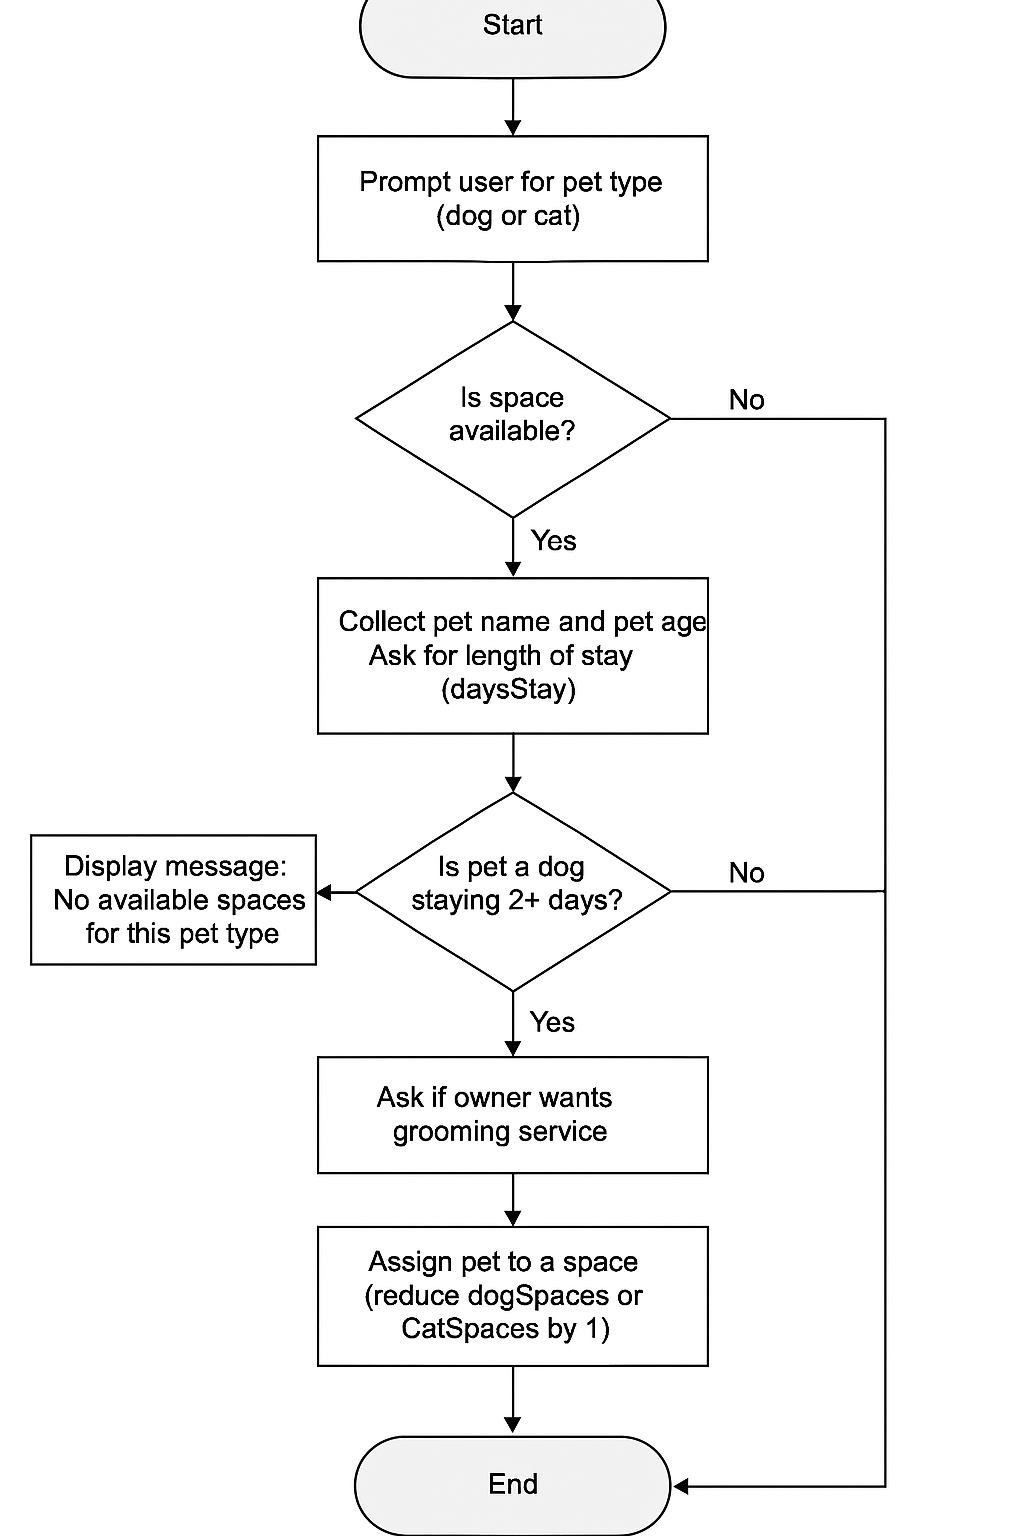 Start
Prompt user for pet type
(dog or cat)
Is space
available?
No
Yes
Collect pet name and pet age
Ask for length of stay
(daysStay)
Is pet a dog
staying 2+ days?
No
Display message:
No available spaces
for this pet type
Yes
Ask if owner wants
grooming service
Assign pet to a space
(reduce dogSpaces or
CatSpaces by 1)
End